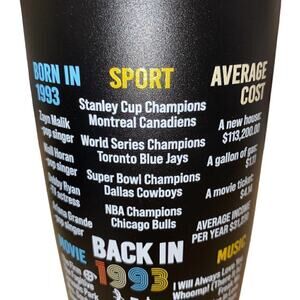 BORN IN
1993
Zayn Malik
pop singer
Niall Horan
pop singer
Ryan
actress
Grande
pop singer
SPORT
Stanley Cup Champions
Montreal Canadiens
World Series Champions
Toronto Blue Jays
Super Bowl Champions
Dallas Cowboys
NBA Champions
Chicago Bulls
AVERAGE
COST
A new house:
$113,200.00
A gallon of gas:
A movie ticket:
AVERAGE INCOME
PER YEAR
MOVIE
BACK IN
1993
MUSIC
I Will Always Love
Whoomp! (There